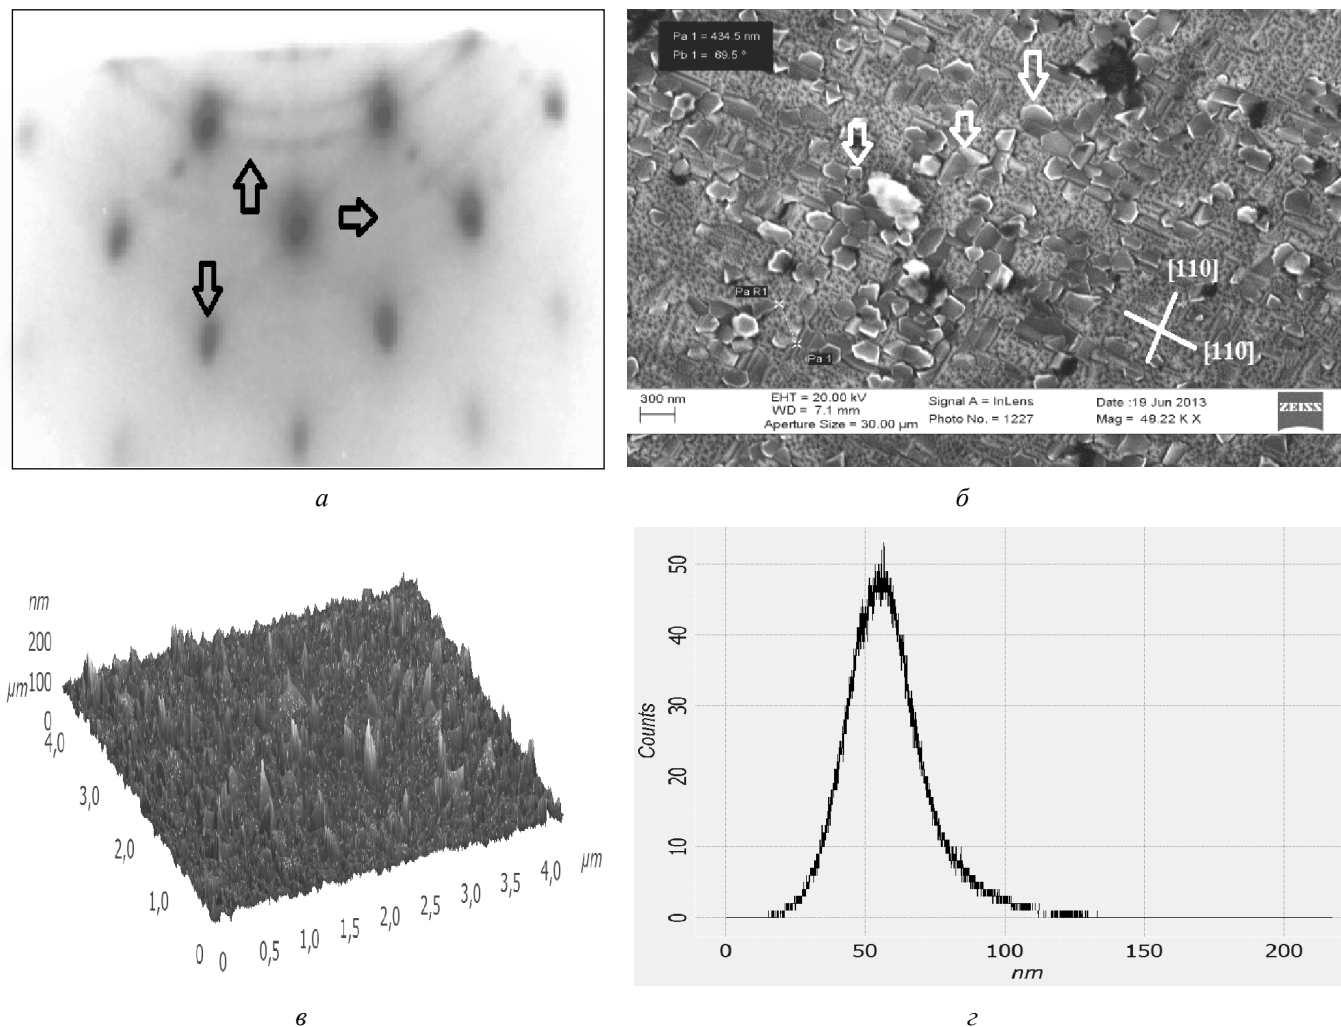 Pa 1 = 434.5 nm
Pb 1 = 69.5 °
Pa R1
Pa 1
[110]
[110]
300 nm
EHT = 20.00 kV
WD = 7.1 mm
Aperture Size = 30.00 µm
Signal A = InLens
Photo No. = 1227
Date :19 Jun 2013
Mag = 48.22 K X
ZEISS
а
б
nm
200
100
0
µm
4,0
3,0
2,0
1,0
0
0
0,5
1,0
1,5
2,0
2,5
3,0
3,5
4,0
µm
Counts
50
40
30
20
10
0
0
50
100
150
200
nm
в
г